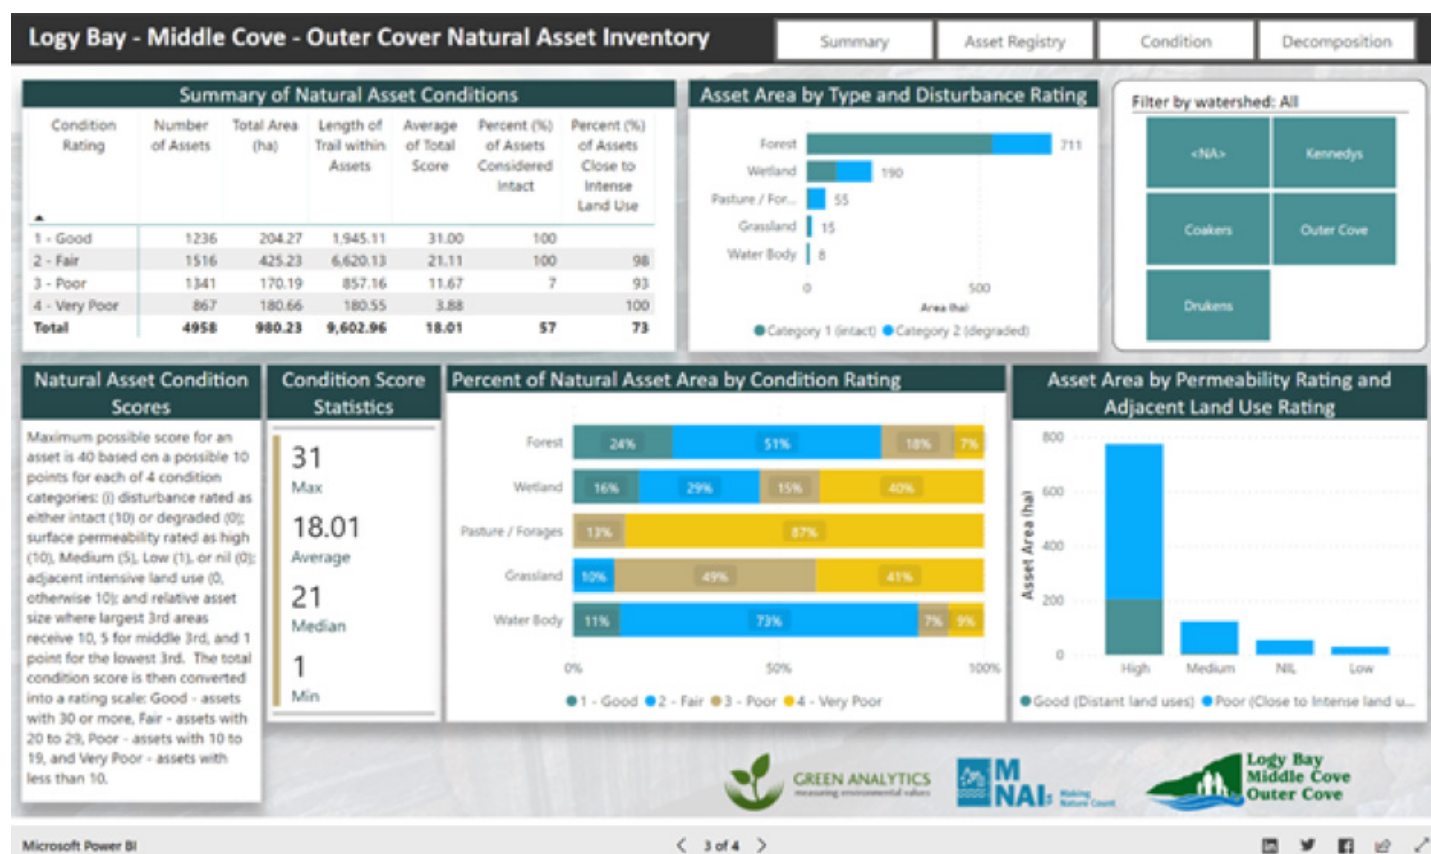 Logy Bay - Middle Cove - Outer Cover Natural Asset Inventory
Summary
Asset Registry
Condition
Decomposition
Summary of Natural Asset Conditions
Condition Rating
Number of Assets
Total Area (ha)
Length of Trail within Assets
Average of Total Score
Percent (%) of Assets Considered Intact
Percent (%) of Assets Close to Intense Land Use
1 - Good 1236 204.27 1,945.11 31.00 100
2 - Fair 1516 425.23 6,620.13 21.11 100 98
3 - Poor 1341 170.19 857.16 11.67 7 93
4 - Very Poor 867 180.66 180.55 3.88 100
Total 4958 980.23 9,602.96 18.01 57 73
Asset Area by Type and Disturbance Rating
Forest 711
Wetland 190
Pasture / For... 55
Grassland 15
Water Body 8
0 500
Area (ha)
Category 1 (intact) Category 2 (degraded)
Filter by watershed: All
<NA>
Kennedys
Coakers
Outer Cove
Drukens
Natural Asset Condition
Scores
Maximum possible score for an
asset is 40 based on a possible 10
points for each of 4 condition
categories: (i) disturbance rated as
either intact (10) or degraded (0);
surface permeability rated as high
(10), Medium (5), Low (1), or nil (0);
adjacent intensive land use (0,
otherwise 10); and relative asset
size where largest 3rd areas
receive 10, 5 for middle 3rd, and 1
point for the lowest 3rd. The total
condition score is then converted
into a rating scale: Good - assets
with 30 or more, Fair - assets with
20 to 29, Poor - assets with 10 to
19, and Very Poor - assets with
less than 10.
Condition Score
Statistics
31
Max
18.01
Average
21
Median
1
Min
Percent of Natural Asset Area by Condition Rating
Forest 24% 51% 18% 7%
Wetland 16% 29% 15% 40%
Pasture / Forages 13% 87%
Grassland 10% 49% 41%
Water Body 11% 73% 7% 9%
0% 50% 100%
1 - Good 2 - Fair 3 - Poor 4 - Very Poor
Asset Area by Permeability Rating and
Adjacent Land Use Rating
Asset Area (ha)
800
600
400
200
0
High Medium NIL Low
Good (Distant land uses) Poor (Close to Intense land u...
GREEN ANALYTICS
measuring environmental values
M
NAI
Making
Nature Count
Logy Bay
Middle Cove
Outer Cove
Microsoft Power BI
3 of 4